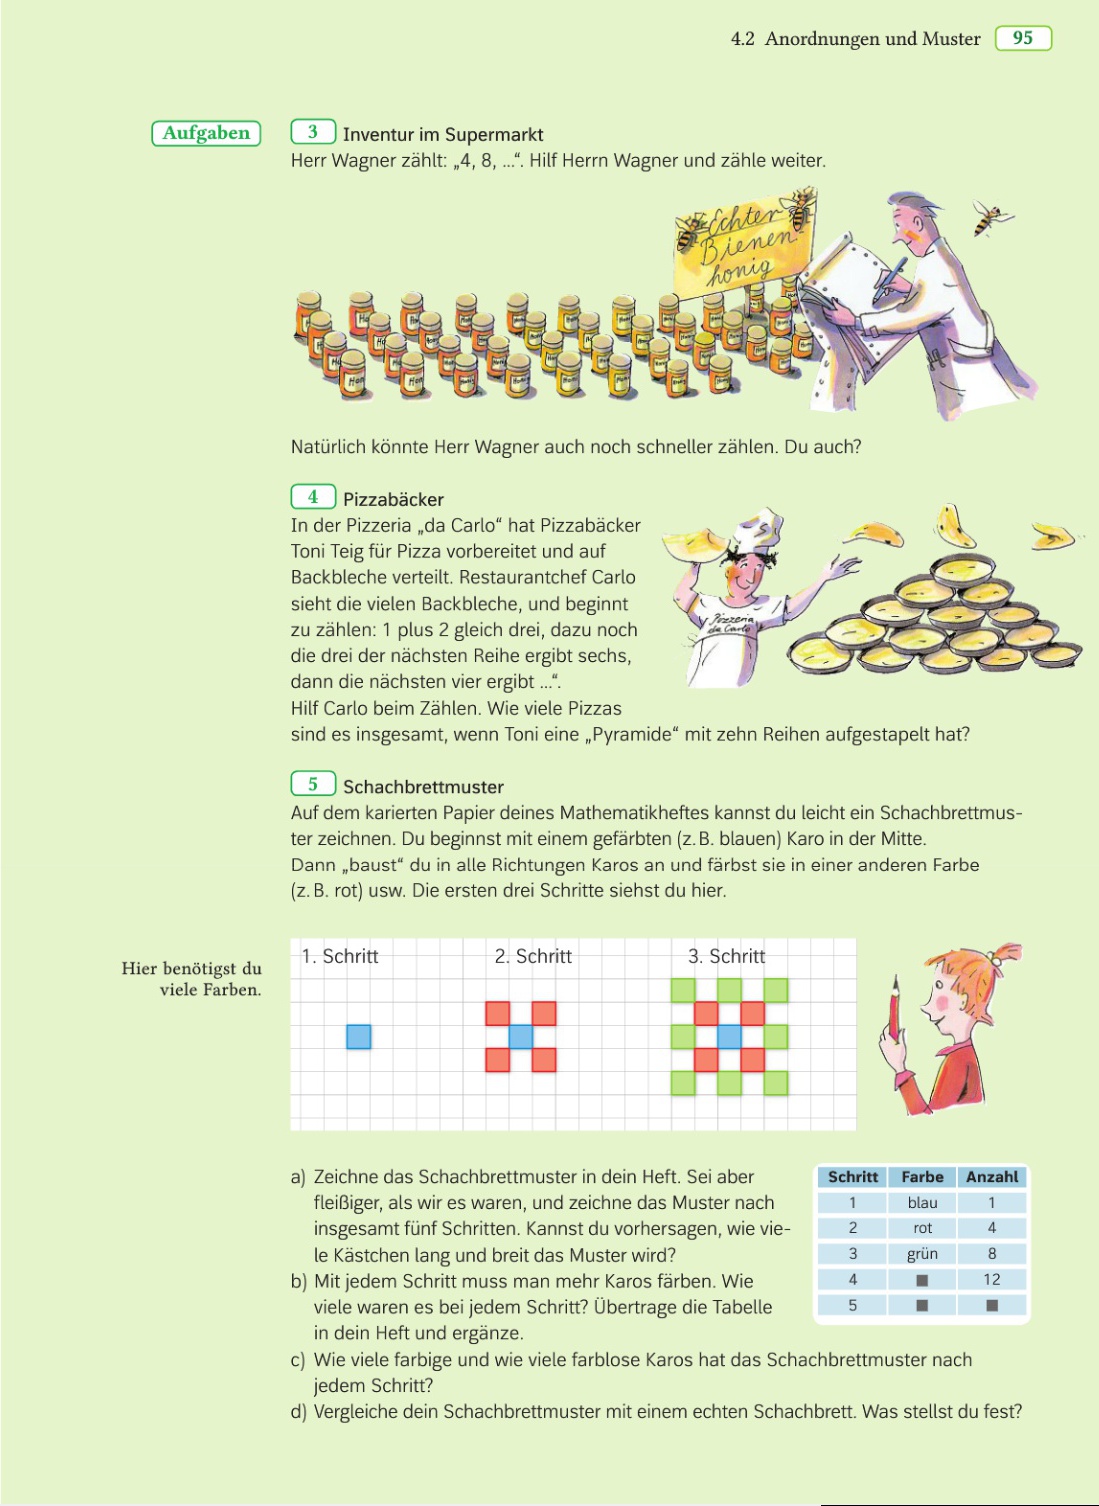 4.2 Anordnungen und Muster 95
Aufgaben
3 Inventur im Supermarkt
Herr Wagner zählt: „4, 8, ...“. Hilf Herrn Wagner und zähle weiter.
Echter
Bienen-
honig
Natürlich könnte Herr Wagner auch noch schneller zählen. Du auch?
4 Pizzabäcker
In der Pizzeria „da Carlo“ hat Pizzabäcker
Toni Teig für Pizza vorbereitet und auf
Backbleche verteilt. Restaurantchef Carlo
sieht die vielen Backbleche, und beginnt
zu zählen: 1 plus 2 gleich drei, dazu noch
die drei der nächsten Reihe ergibt sechs,
dann die nächsten vier ergibt ...“.
Hilf Carlo beim Zählen. Wie viele Pizzas
sind es insgesamt, wenn Toni eine „Pyramide“ mit zehn Reihen aufgestapelt hat?
Pizzeria
da Carlo
5 Schachbrettmuster
Auf dem karierten Papier deines Mathematikheftes kannst du leicht ein Schachbrettmus-
ter zeichnen. Du beginnst mit einem gefärbten (z. B. blauen) Karo in der Mitte.
Dann „baust“ du in alle Richtungen Karos an und färbst sie in einer anderen Farbe
(z. B. rot) usw. Die ersten drei Schritte siehst du hier.
Hier benötigst du
viele Farben.
1. Schritt 2. Schritt 3. Schritt
a) Zeichne das Schachbrettmuster in dein Heft. Sei aber
fleißiger, als wir es waren, und zeichne das Muster nach
insgesamt fünf Schritten. Kannst du vorhersagen, wie vie-
le Kästchen lang und breit das Muster wird?
b) Mit jedem Schritt muss man mehr Karos färben. Wie
viele waren es bei jedem Schritt? Übertrage die Tabelle
in dein Heft und ergänze.
Schritt Farbe Anzahl
1 blau 1
2 rot 4
3 grün 8
4 ■ 12
5 ■ ■
c) Wie viele farbige und wie viele farblose Karos hat das Schachbrettmuster nach
jedem Schritt?
d) Vergleiche dein Schachbrettmuster mit einem echten Schachbrett. Was stellst du fest?